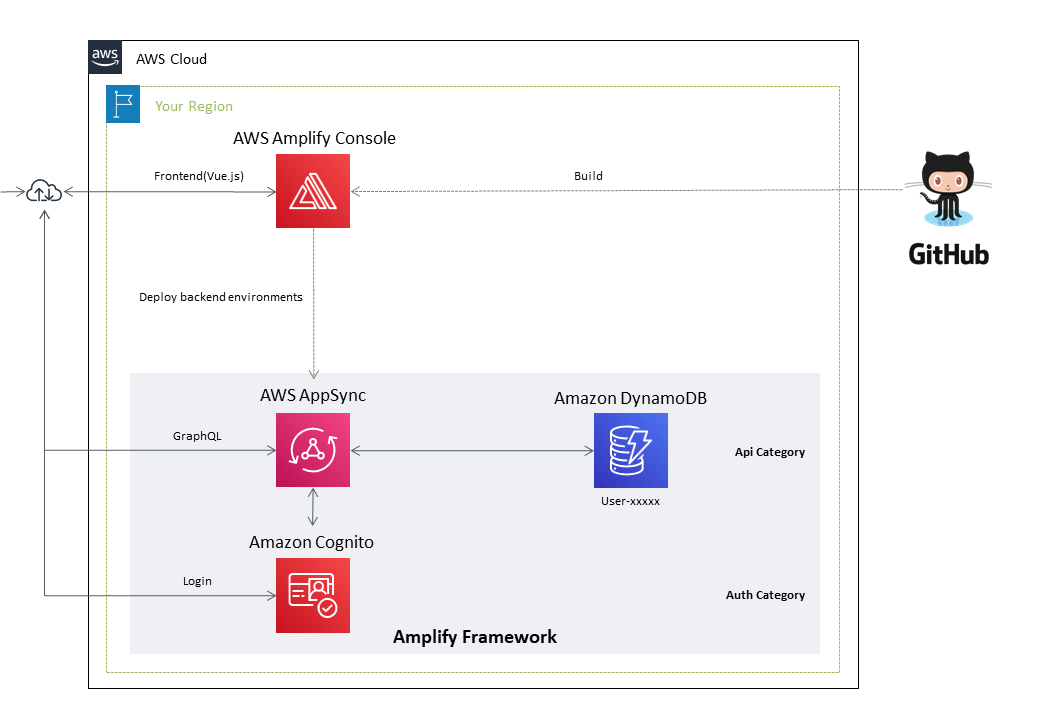 aws
AWS Cloud
Your Region
AWS Amplify Console
Frontend(Vue.js)
Build
GitHub
Deploy backend environments
AWS AppSync
Amazon DynamoDB
GraphQL
Api Category
User-xxxxx
Amazon Cognito
Login
Auth Category
Amplify Framework